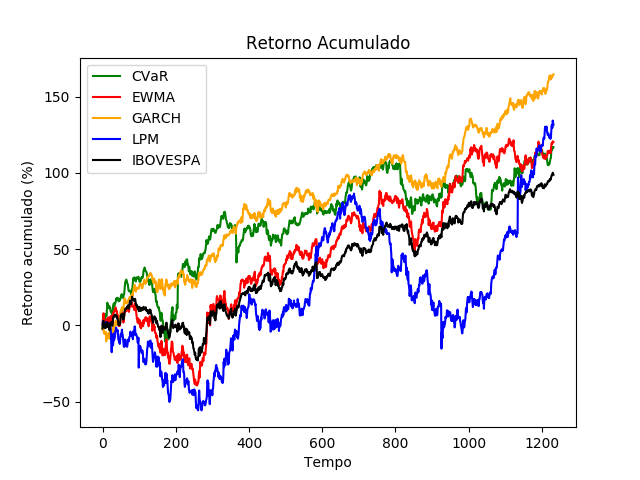 Retorno Acumulado
CVaR
EWMA
GARCH
LPM
IBOVESPA
Retorno acumulado (%)
150
100
50
0
−50
0 200 400 600 800 1000 1200
Tempo